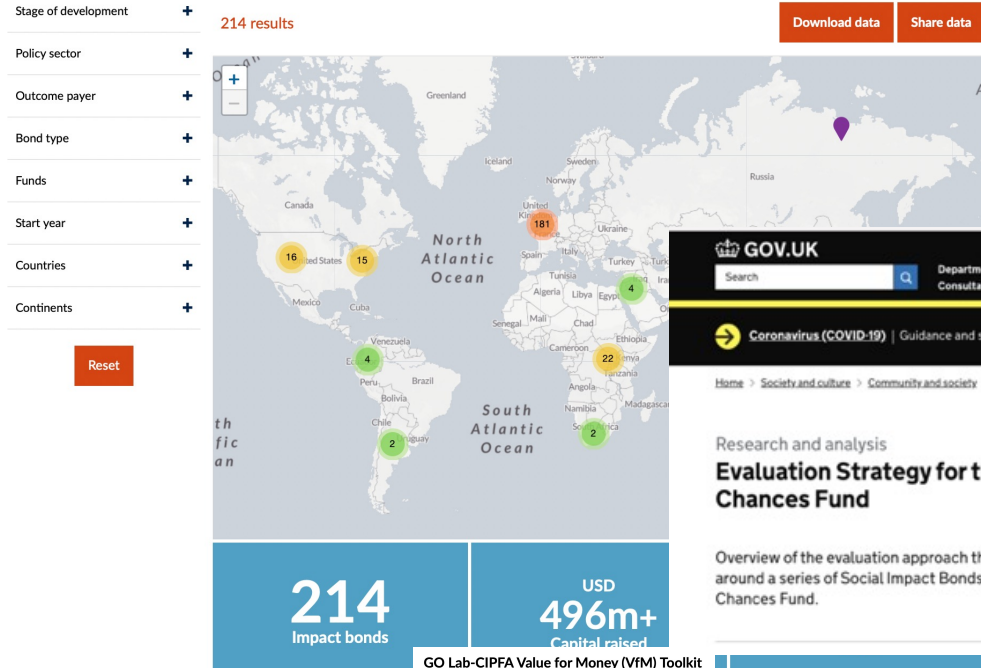 Stage of development +
Policy sector +
Outcome payer +
Bond type +
Funds +
Start year +
Countries +
Continents +
Reset
214 results
Download data
Share data
+
−
Greenland
Iceland
Sweden
Norway
Russia
Canada
United
181
Ukraine
North
Atlantic
Ocean
16
15
Spain
Italy
Turkey
Tunisia
4
Mexico
Cuba
Algeria
Libya
Senegal
Mali
Chad
Ethiopia
Venezuela
4
Cameroon
22
Peru
Brazil
Angola
Bolivia
Namibia
South
Atlantic
Ocean
Chile
2
2
214
Impact bonds
USD
496m+
Capital raised
GOV.UK
Search
Coronavirus (COVID-19) | Guidance and
Home > Society and culture > Community and society
Research and analysis
Evaluation Strategy for
Chances Fund
Overview of the evaluation approach
around a series of Social Impact Bonds
Chances Fund.
GO Lab-CIPFA Value for Money (VfM) Toolkit